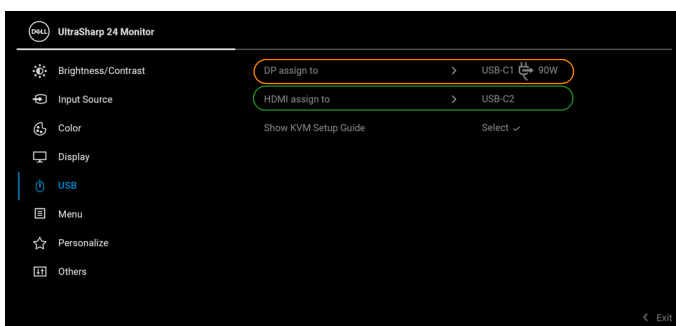 DELL UltraSharp 24 Monitor
Brightness/Contrast
DP assign to > USB-C1 90W
Input Source
HDMI assign to > USB-C2
Color
Show KVM Setup Guide Select ✓
Display
USB
Menu
Personalize
Others
< Exit